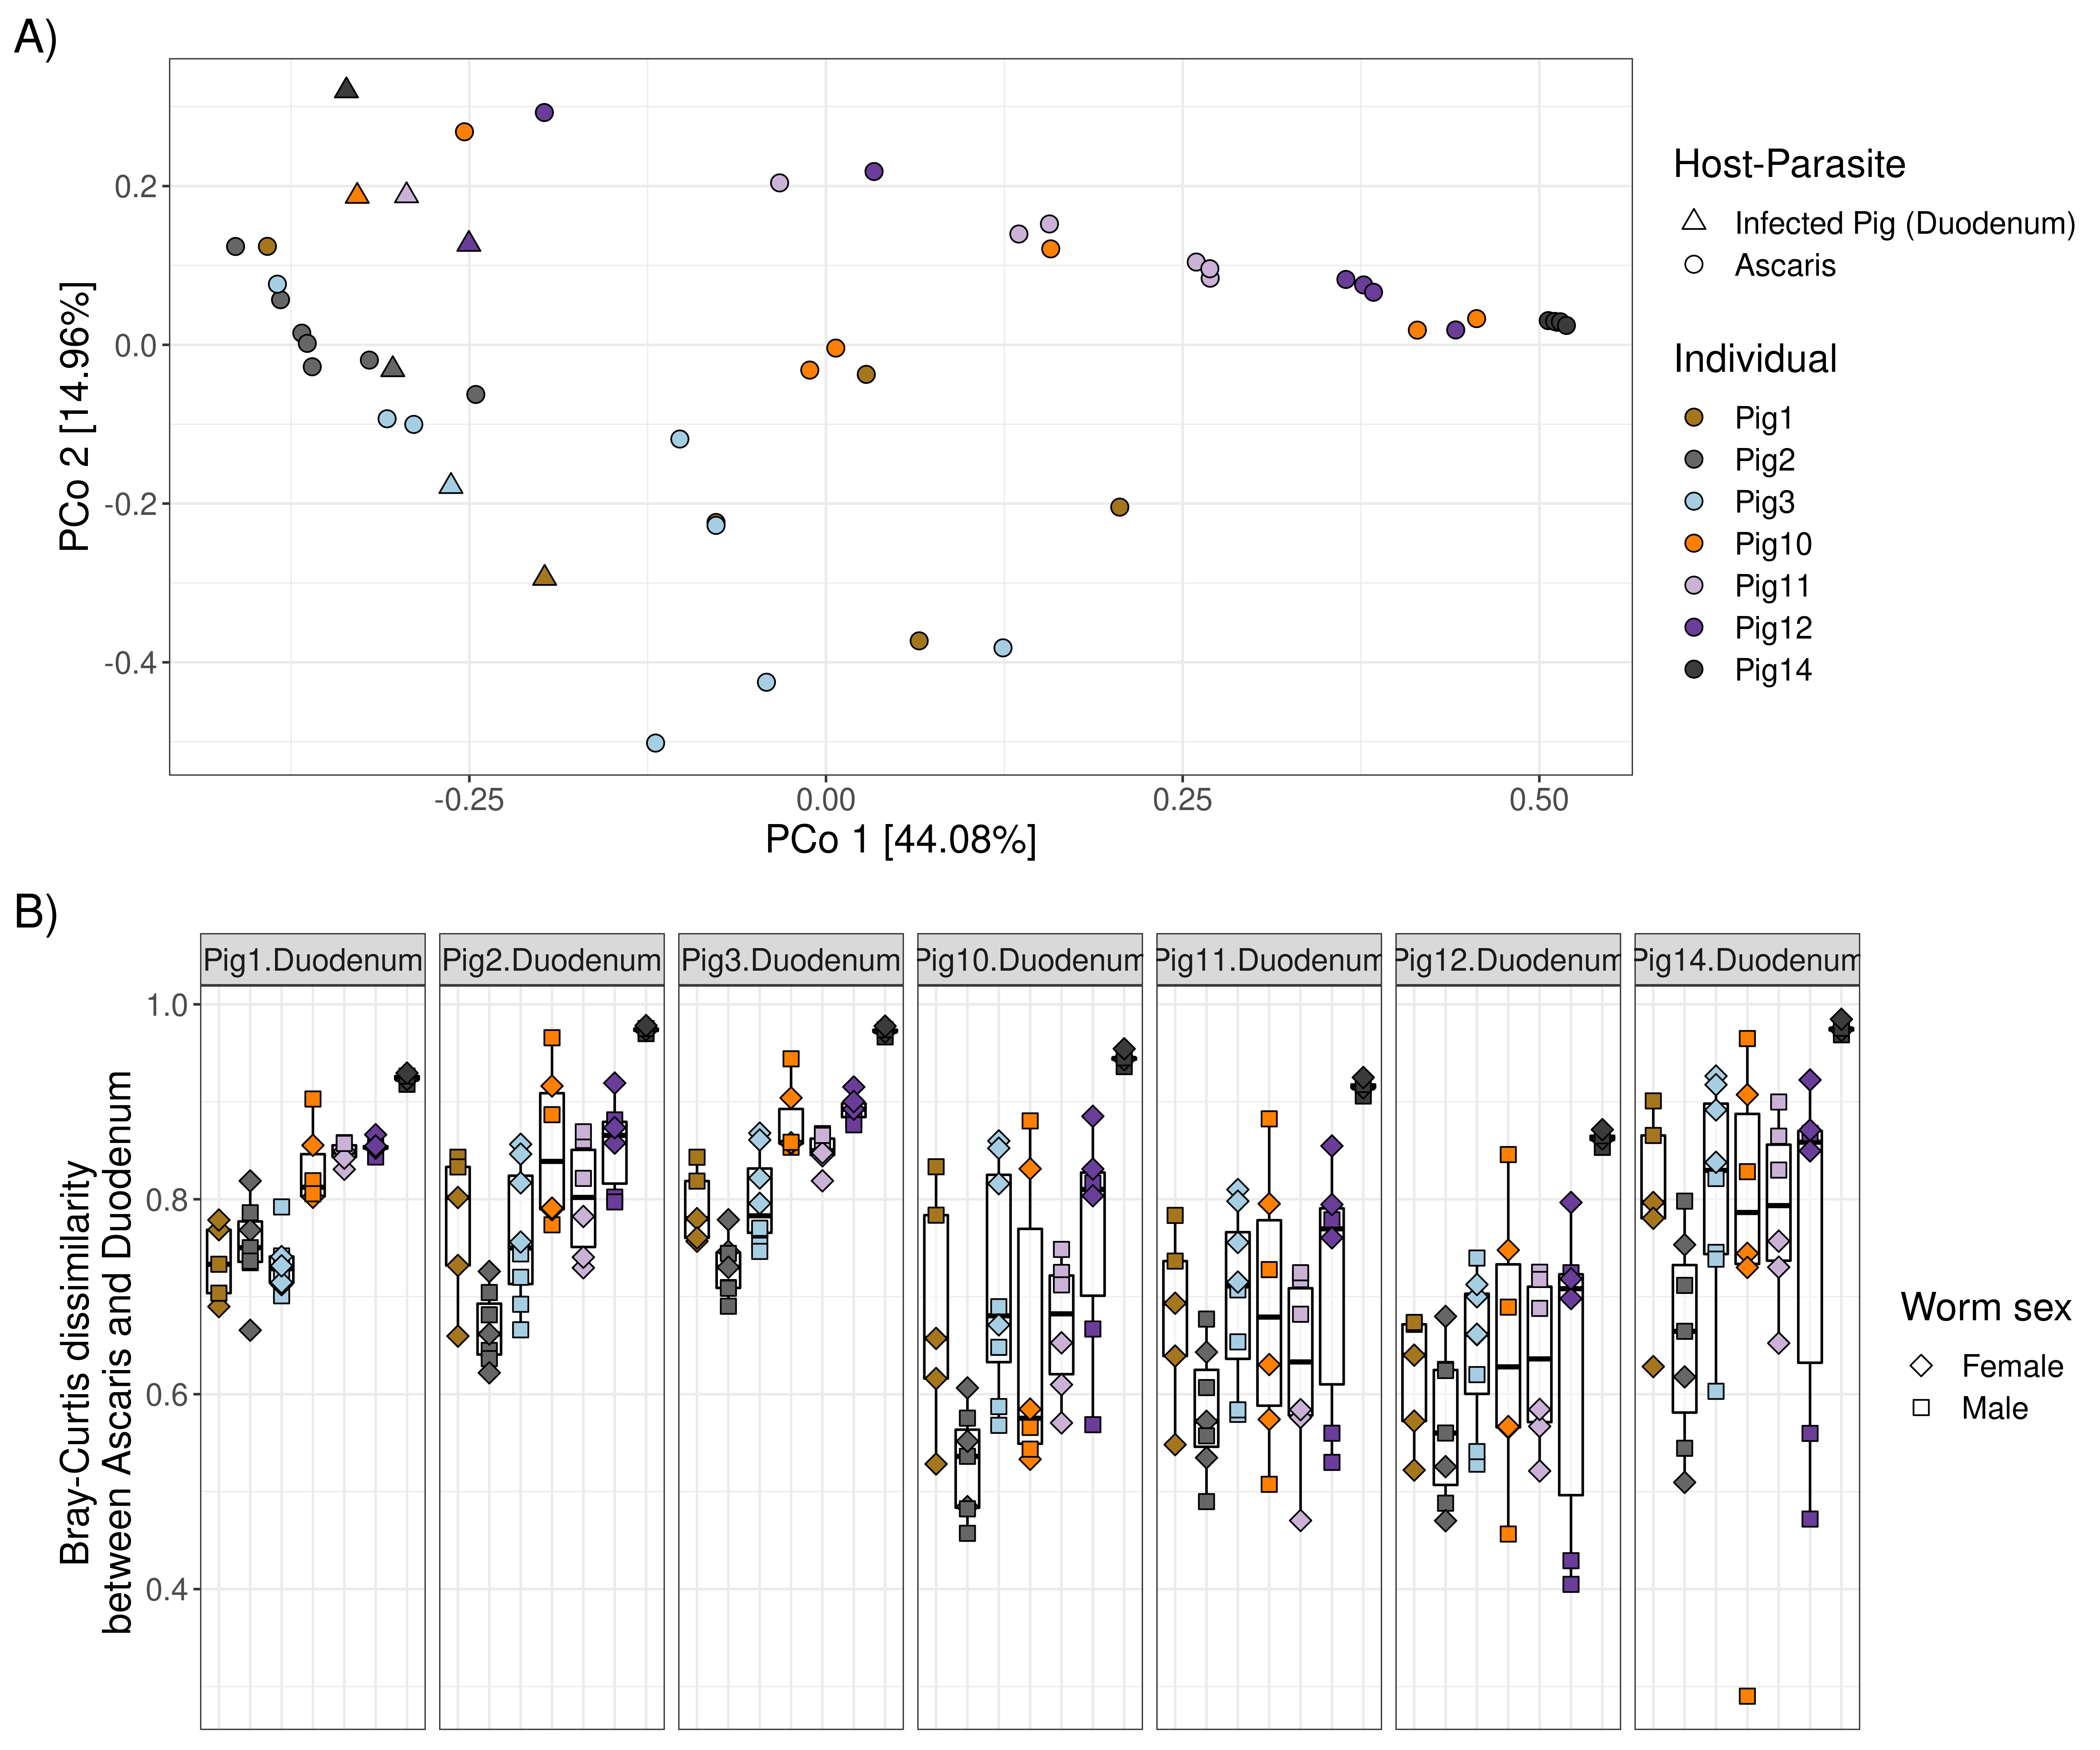 A)
0.2
0.0
-0.2
-0.4
PCo 2 [14.96%]
-0.25
0.00
0.25
0.50
PCo 1 [44.08%]
Host-Parasite
Infected Pig (Duodenum)
Ascaris
Individual
Pig1
Pig2
Pig3
Pig10
Pig11
Pig12
Pig14
B)
Pig1.Duodenum
Pig2.Duodenum
Pig3.Duodenum
Pig10.Duodenum
Pig11.Duodenum
Pig12.Duodenum
Pig14.Duodenum
1.0
0.8
0.6
0.4
Bray-Curtis dissimilarity
between Ascaris and Duodenum
Worm sex
Female
Male